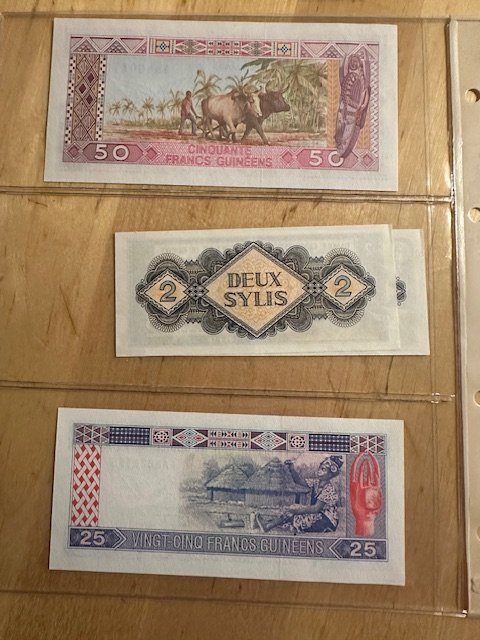 50 CINQUANTE 50
FRANCS GUINÉENS
2 DEUX 2
SYLIS
25 VINGT-CINQ FRANCS GUINÉENS 25